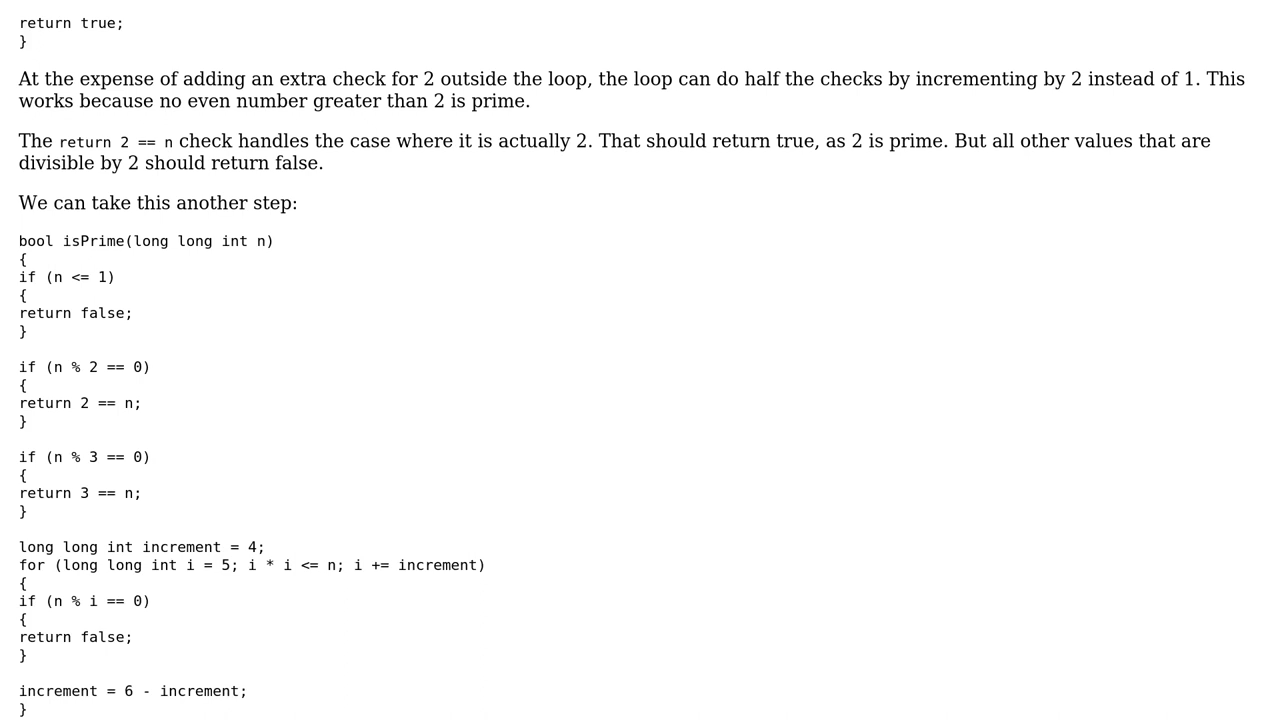 return true;
}
At the expense of adding an extra check for 2 outside the loop, the loop can do half the checks by incrementing by 2 instead of 1. This
works because no even number greater than 2 is prime.
The return 2 == n check handles the case where it is actually 2. That should return true, as 2 is prime. But all other values that are
divisible by 2 should return false.
We can take this another step:
bool isPrime(long long int n)
{
if (n <= 1)
{
return false;
}
if (n % 2 == 0)
{
return 2 == n;
}
if (n % 3 == 0)
{
return 3 == n;
}
long long int increment = 4;
for (long long int i = 5; i * i <= n; i += increment)
{
if (n % i == 0)
{
return false;
}
increment = 6 - increment;
}